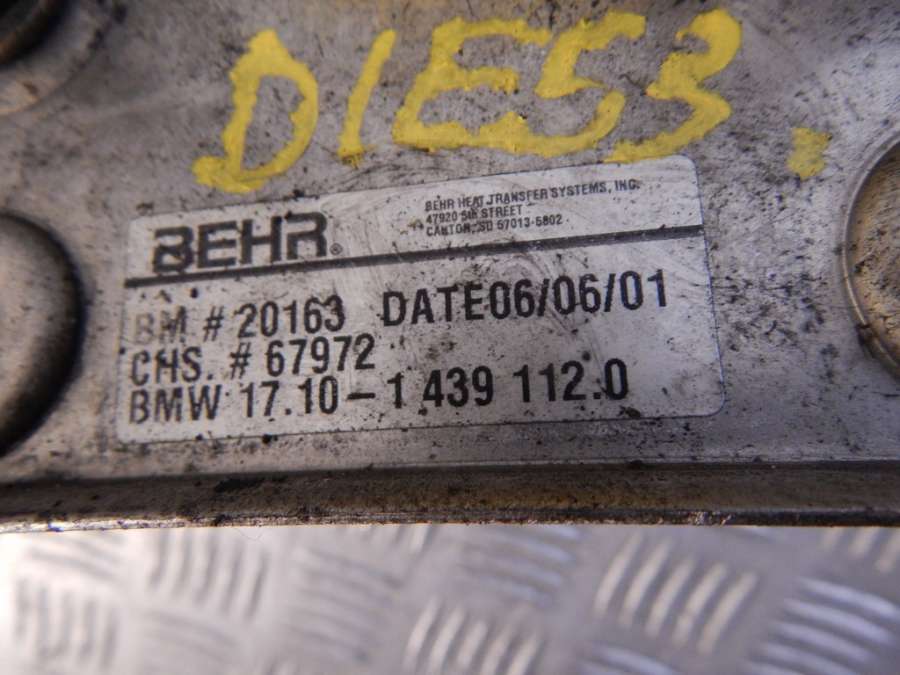 DIES3.
BEHR®
BEHR HEAT TRANSFER SYSTEMS, INC.
47920 5th STREET
CANTON, SD 57013-5802
BM. # 20163 DATE06/06/01
CHS. # 67972
BMW 17.10-1 439 112.0